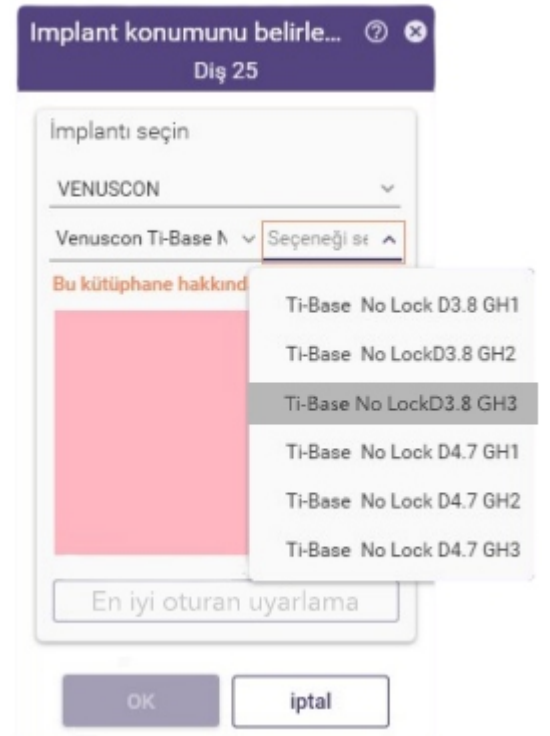 Implant konumunu belirle...
Diş 25
İmplantı seçin
VENUSCON
Venuscon Ti-Base N Seçeneği se
Bu kütüphane hakkınd
Ti-Base No Lock D3.8 GH1
Ti-Base No LockD3.8 GH2
Ti-Base No LockD3.8 GH3
Ti-Base No Lock D4.7 GH1
Ti-Base No Lock D4.7 GH2
Ti-Base No Lock D4.7 GH3
En iyi oturan uyarlama
OK iptal